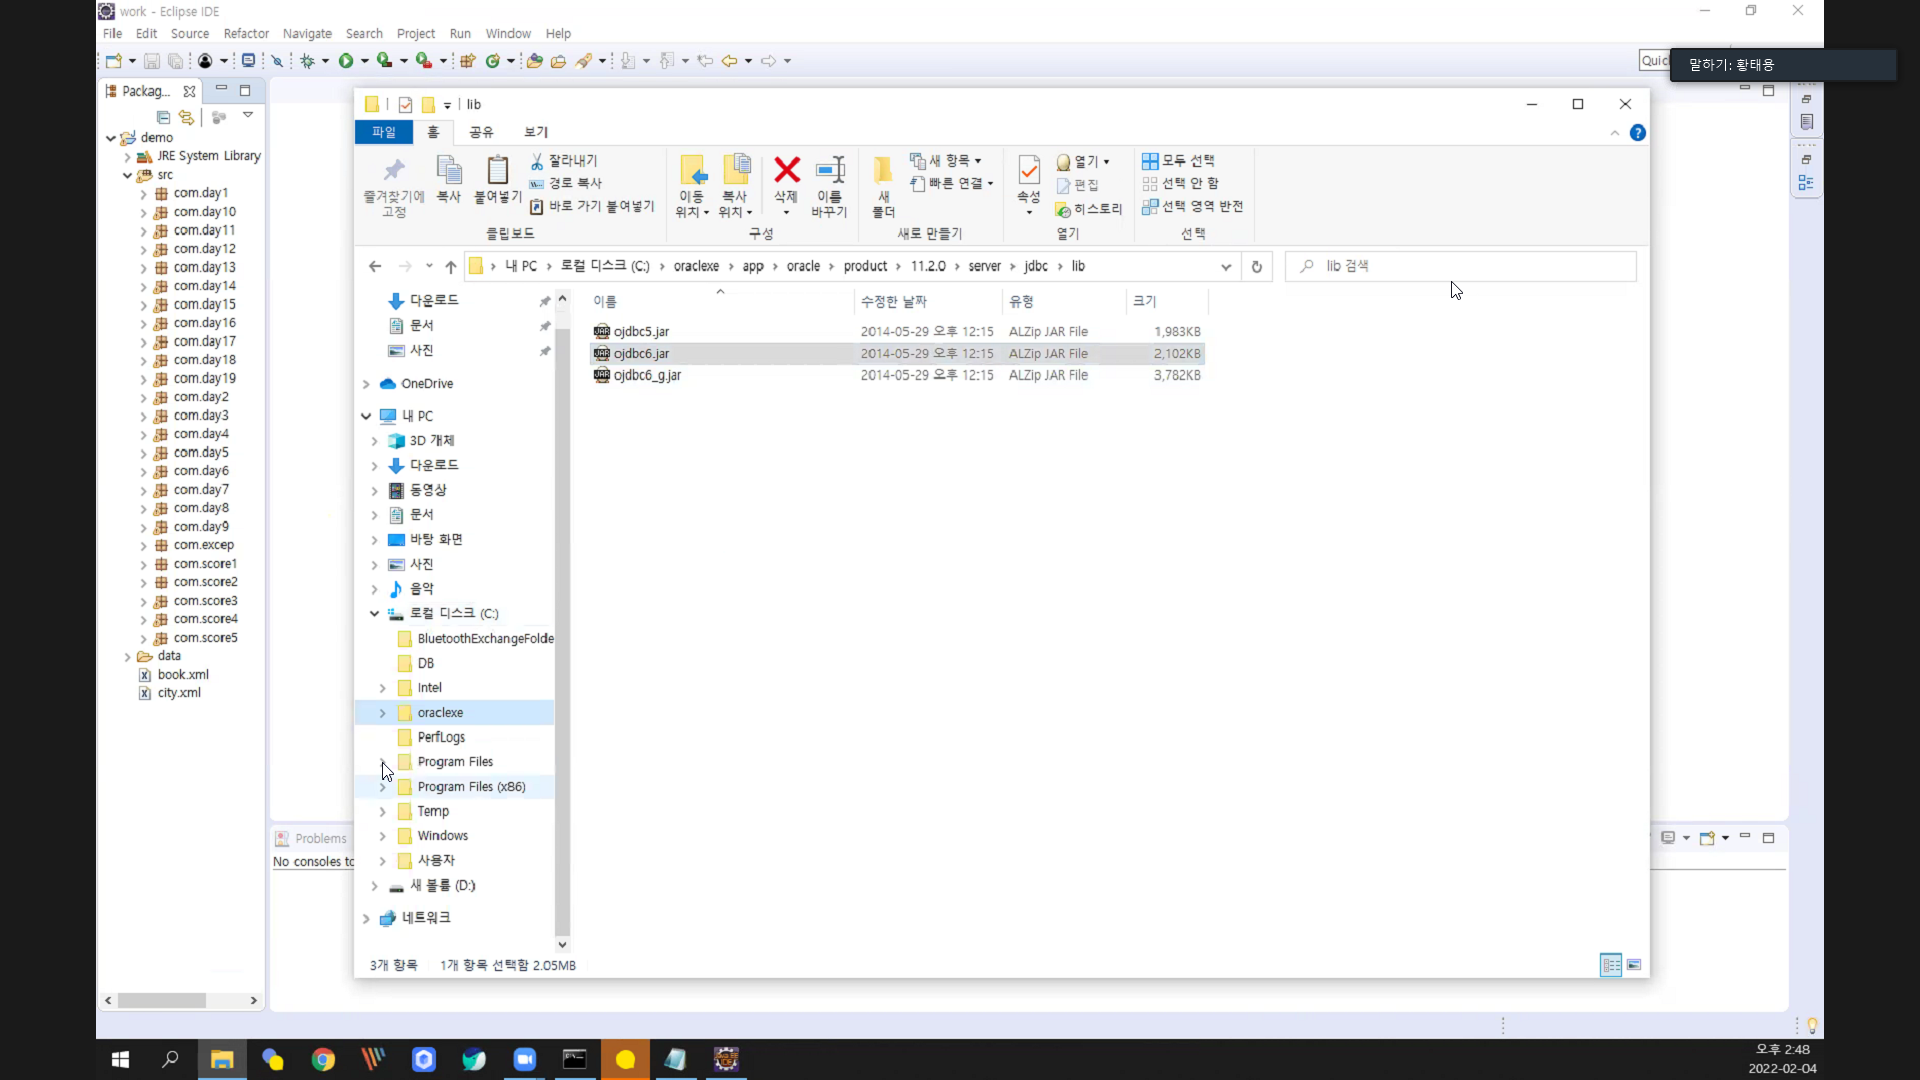 work - Eclipse IDE
File Edit Source Refactor Navigate Search Project Run Window Help
말하기: 황태용
Packag...
demo
JRE System Library
src
com.day1
com.day10
com.day11
com.day12
com.day13
com.day14
com.day15
com.day16
com.day17
com.day18
com.day19
com.day2
com.day3
com.day4
com.day5
com.day6
com.day7
com.day8
com.day9
com.excep
com.score1
com.score2
com.score3
com.score4
com.score5
data
book.xml
city.xml
lib
파일 홈 공유 보기
즐겨찾기에 고정
복사
붙여넣기
잘라내기
경로 복사
바로 가기 붙여넣기
클립보드
이동 위치
복사 위치
삭제
이름 바꾸기
구성
새 폴더
새 항목
빠른 연결
새로 만들기
속성
열기
편집
히스토리
열기
모두 선택
선택 안 함
선택 영역 반전
선택
내 PC 로컬 디스크 (C:) oraclexe app oracle product 11.2.0 server jdbc lib
lib 검색
다운로드
문서
사진
OneDrive
내 PC
3D 개체
다운로드
동영상
문서
바탕 화면
사진
음악
로컬 디스크 (C:)
BluetoothExchangeFolde
DB
Intel
oraclexe
PerfLogs
Program Files
Program Files (x86)
Temp
Windows
사용자
새 볼륨 (D:)
네트워크
이름 수정한 날짜 유형 크기
ojdbc5.jar 2014-05-29 오후 12:15 ALZip JAR File 1,983KB
ojdbc6.jar 2014-05-29 오후 12:15 ALZip JAR File 2,102KB
ojdbc6_g.jar 2014-05-29 오후 12:15 ALZip JAR File 3,782KB
3개 항목 1개 항목 선택함 2.05MB
Problems
No consoles to
오후 2:48
2022-02-04